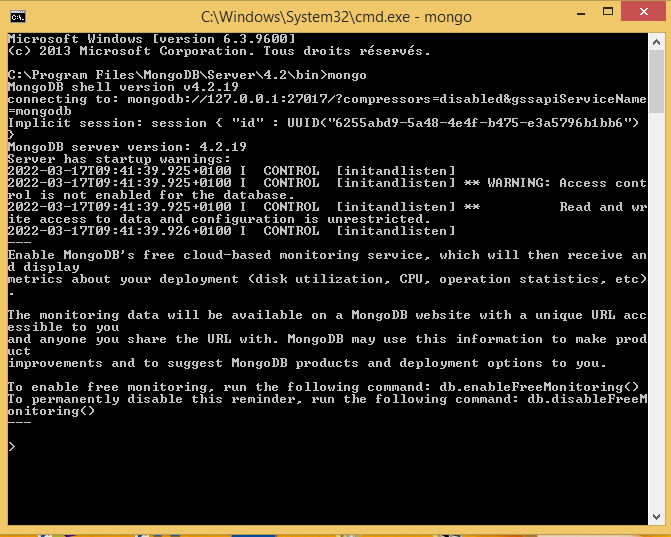 C:\Windows\System32\cmd.exe - mongo
Microsoft Windows [version 6.3.9600]
(c) 2013 Microsoft Corporation. Tous droits réservés.
C:\Program Files\MongoDB\Server\4.2\bin>mongo
MongoDB shell version v4.2.19
connecting to: mongodb://127.0.0.1:27017/?compressors=disabled&gssapiServiceName
=mongodb
Implicit session: session { "id" : UUID("6255abd9-5a48-4e4f-b475-e3a5796b1bb6")
}
MongoDB server version: 4.2.19
Server has startup warnings:
2022-03-17T09:41:39.925+0100 I  CONTROL  [initandlisten]
2022-03-17T09:41:39.925+0100 I  CONTROL  [initandlisten] ** WARNING: Access cont
rol is not enabled for the database.
2022-03-17T09:41:39.925+0100 I  CONTROL  [initandlisten] **          Read and wr
ite access to data and configuration is unrestricted.
2022-03-17T09:41:39.926+0100 I  CONTROL  [initandlisten]
---
Enable MongoDB's free cloud-based monitoring service, which will then receive an
d display
metrics about your deployment (disk utilization, CPU, operation statistics, etc)
.
The monitoring data will be available on a MongoDB website with a unique URL acc
essible to you
and anyone you share the URL with. MongoDB may use this information to make prod
uct
improvements and to suggest MongoDB products and deployment options to you.
To enable free monitoring, run the following command: db.enableFreeMonitoring()
To permanently disable this reminder, run the following command: db.disableFreeM
onitoring()
---
>